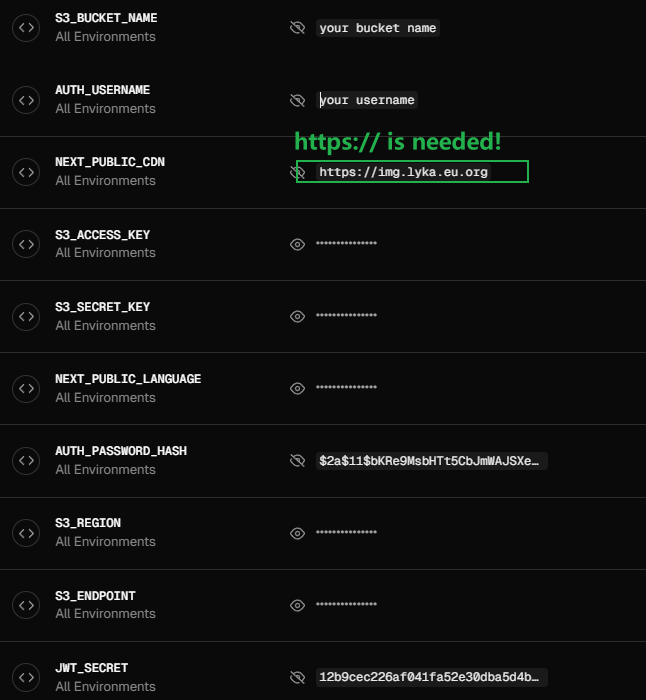 S3_BUCKET_NAME
All Environments
your bucket name
AUTH_USERNAME
All Environments
your username
https:// is needed!
NEXT_PUBLIC_CDN
All Environments
https://img.lyka.eu.org
S3_ACCESS_KEY
All Environments
•••••••••••••••
S3_SECRET_KEY
All Environments
•••••••••••••••
NEXT_PUBLIC_LANGUAGE
All Environments
•••••••••••••••
AUTH_PASSWORD_HASH
All Environments
$2a$11$bKRe9MsbHTt5CbJmWAJSXe…
S3_REGION
All Environments
•••••••••••••••
S3_ENDPOINT
All Environments
•••••••••••••••
JWT_SECRET
All Environments
12b9cec226af041fa52e30dba5d4b…